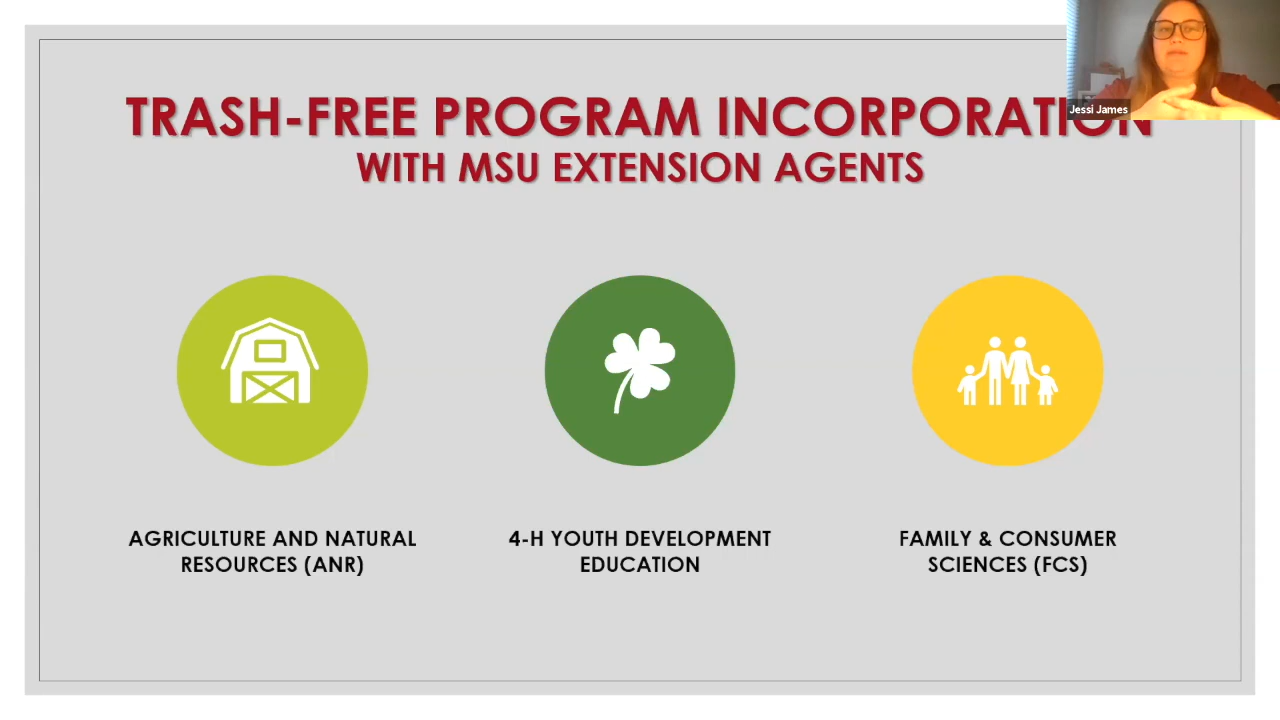 TRASH-FREE PROGRAM INCORPORATION
WITH MSU EXTENSION AGENTS
Jessi James
AGRICULTURE AND NATURAL
RESOURCES (ANR)
4-H YOUTH DEVELOPMENT
EDUCATION
FAMILY & CONSUMER
SCIENCES (FCS)